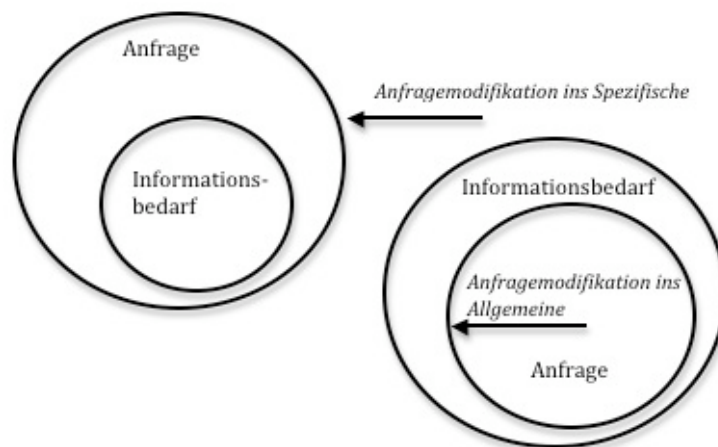 Anfrage
Anfragemodifikation ins Spezifische
Informations-
bedarf
Informationsbedarf
Anfragemodifikation ins
Allgemeine
Anfrage